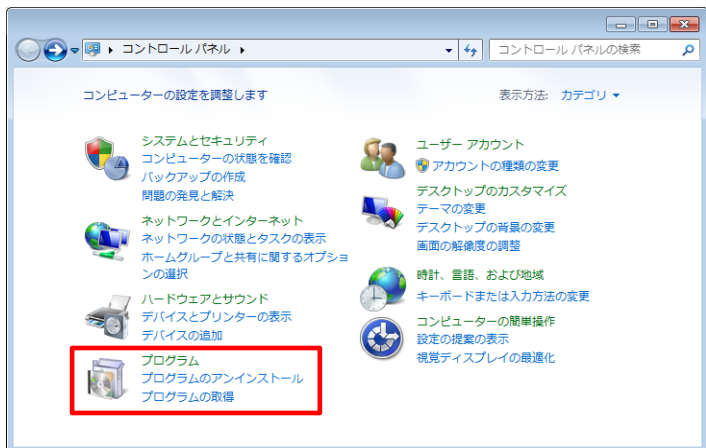 コントロール パネル
コントロール パネルの検索
コンピューターの設定を調整します
表示方法: カテゴリ
システムとセキュリティ
コンピューターの状態を確認
バックアップの作成
問題の発見と解決
ネットワークとインターネット
ネットワークの状態とタスクの表示
ホームグループと共有に関するオプショ
ンの選択
ハードウェアとサウンド
デバイスとプリンターの表示
デバイスの追加
プログラム
プログラムのアンインストール
プログラムの取得
ユーザー アカウント
アカウントの種類の変更
デスクトップのカスタマイズ
テーマの変更
デスクトップの背景の変更
画面の解像度の調整
時計、言語、および地域
キーボードまたは入力方法の変更
コンピューターの簡単操作
設定の提案の表示
視覚ディスプレイの最適化